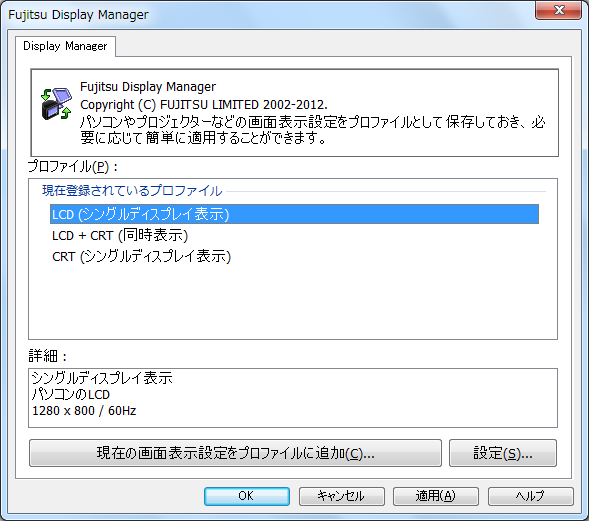 Fujitsu Display Manager
Display Manager
Fujitsu Display Manager
Copyright (C) FUJITSU LIMITED 2002-2012.
パソコンやプロジェクターなどの画面表示設定をプロファイルとして保存しておき、必
要に応じて簡単に適用することができます。
プロファイル(P)：
現在登録されているプロファイル
LCD (シングルディスプレイ表示)
LCD + CRT (同時表示)
CRT (シングルディスプレイ表示)
詳細：
シングルディスプレイ表示
パソコンのLCD
1280 x 800 / 60Hz
現在の画面表示設定をプロファイルに追加(C)... 設定(S)...
OK キャンセル 適用(A) ヘルプ